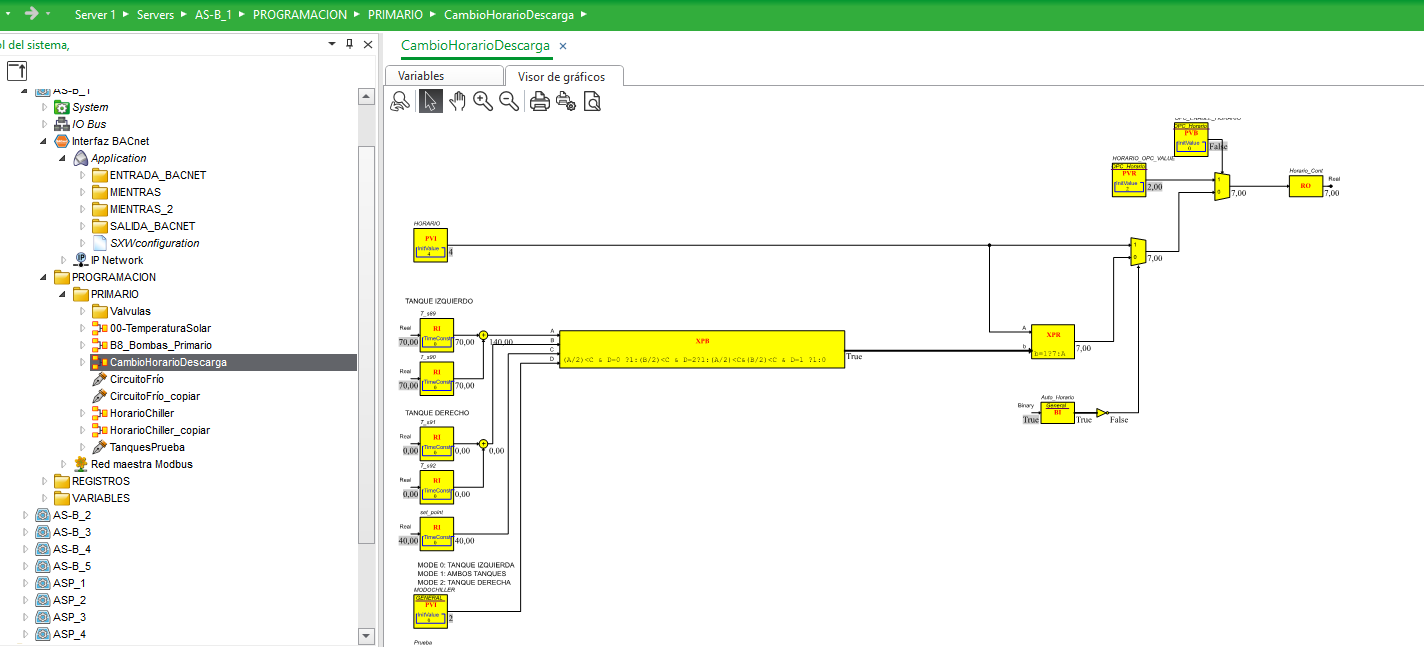 Server 1 ▸ Servers ▸ AS-B_1 ▸ PROGRAMACION ▸ PRIMARIO ▸ CambioHorarioDescarga ▸
ol del sistema,
AS-B_1
System
IO Bus
Interfaz BACnet
Application
ENTRADA_BACNET
MIENTRAS
MIENTRAS_2
SALIDA_BACNET
SXWconfiguration
IP Network
PROGRAMACION
PRIMARIO
Valvulas
00-TemperaturaSolar
B8_Bombas_Primario
CambioHorarioDescarga
CircuitoFrío
CircuitoFrío_copiar
HorarioChiller
HorarioChiller_copiar
TanquesPrueba
Red maestra Modbus
REGISTROS
VARIABLES
AS-B_2
AS-B_3
AS-B_4
AS-B_5
ASP_1
ASP_2
ASP_3
ASP_4
CambioHorarioDescarga
Variables
Visor de gráficos
OPC_Horario
PVB
InitValue
0
False
HORARIO_OPC_VALUE
OPC_Horario
PVR
InitValue
2,00
1
0
7,00
Horario_Cont
RO
Real
7,00
HORARIO
PVI
InitValue
4
4
1
0
7,00
TANQUE IZQUIERDO
T_s89
Real
RI
70,00
TimeConst
0
70,00
140,00
T_s90
Real
RI
70,00
TimeConst
0
70,00
A
B
C
D
XPB
(A/2)<C & D=0 ?1:(B/2)<C & D=2?1:(A/2)<C&(B/2)<C & D=1 ?1:0
True
A
b
XPR
b=1?7:A
7,00
TANQUE DERECHO
T_s91
Real
RI
0,00
TimeConst
0
0,00
0,00
T_s92
Real
RI
0,00
TimeConst
0
0,00
Auto_Horario
Binary
General
BI
True
True
False
set_point
Real
RI
40,00
TimeConst
0
40,00
MODE 0: TANQUE IZQUIERDA
MODE 1: AMBOS TANQUES
MODE 2: TANQUE DERECHA
MODOCHILLER
GENERAL
PVI
InitValue
2
Prueba